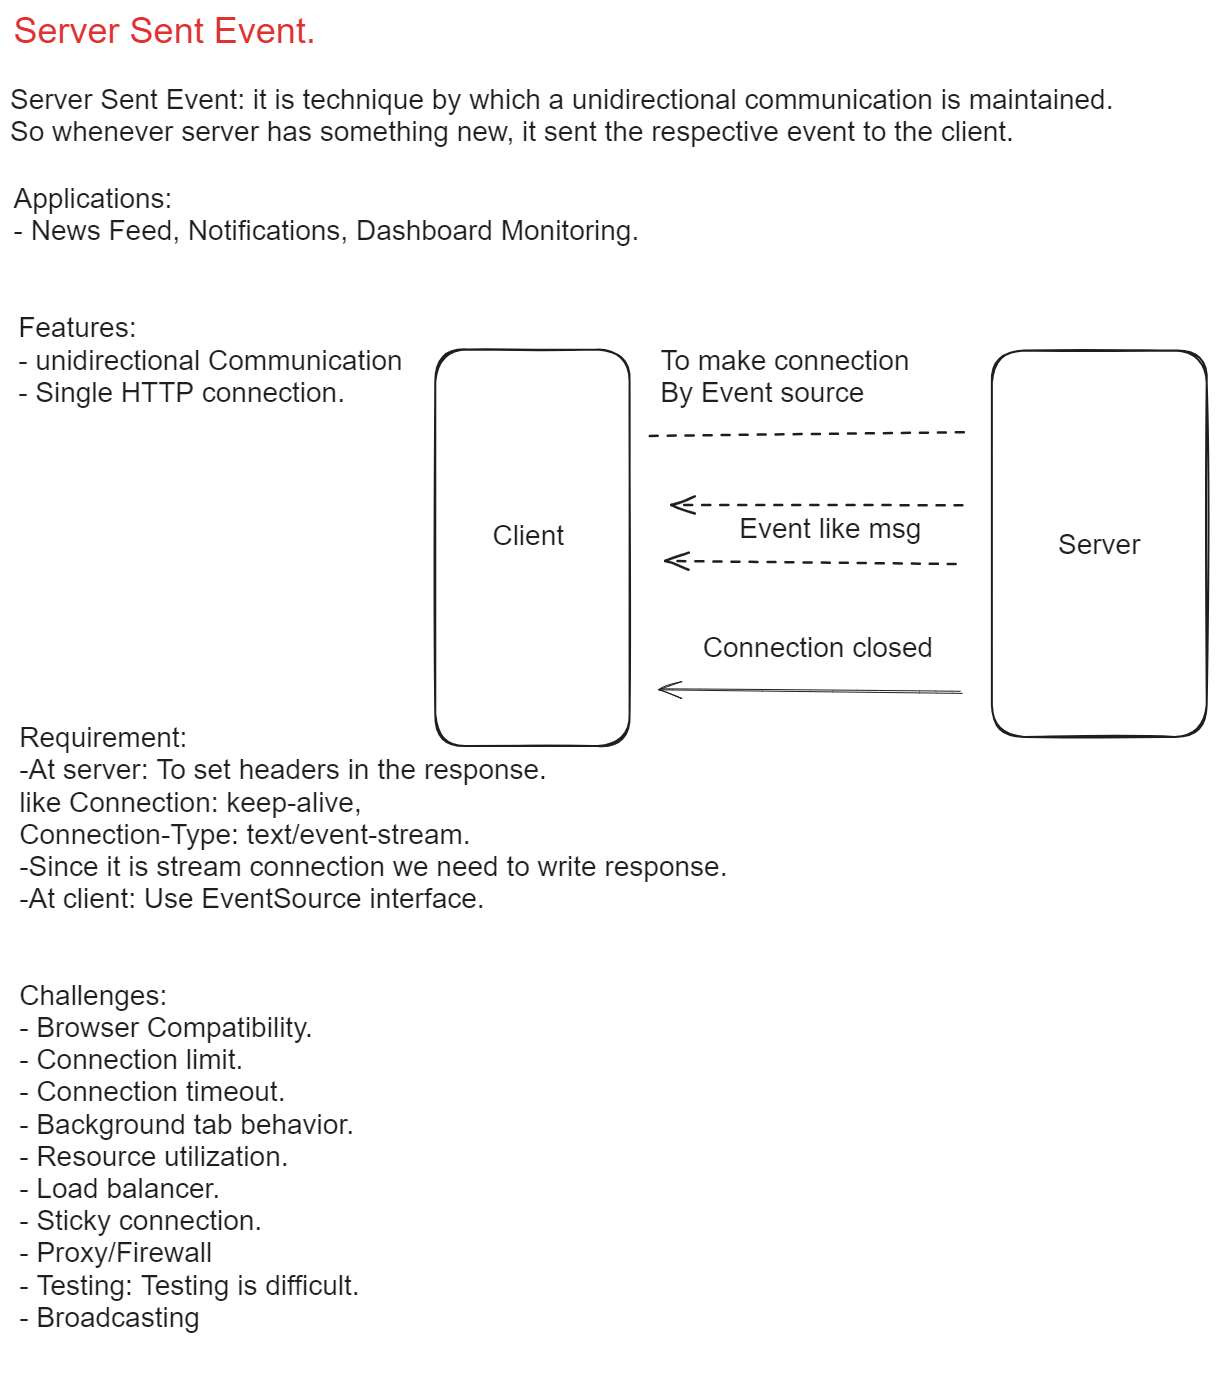 Server Sent Event.
Server Sent Event: it is technique by which a unidirectional communication is maintained.
So whenever server has something new, it sent the respective event to the client.
Applications:
- News Feed, Notifications, Dashboard Monitoring.
Features:
- unidirectional Communication
- Single HTTP connection.
To make connection
By Event source
Event like msg
Client
Server
Connection closed
Requirement:
-At server: To set headers in the response.
like Connection: keep-alive,
Connection-Type: text/event-stream.
-Since it is stream connection we need to write response.
-At client: Use EventSource interface.
Challenges:
- Browser Compatibility.
- Connection limit.
- Connection timeout.
- Background tab behavior.
- Resource utilization.
- Load balancer.
- Sticky connection.
- Proxy/Firewall
- Testing: Testing is difficult.
- Broadcasting